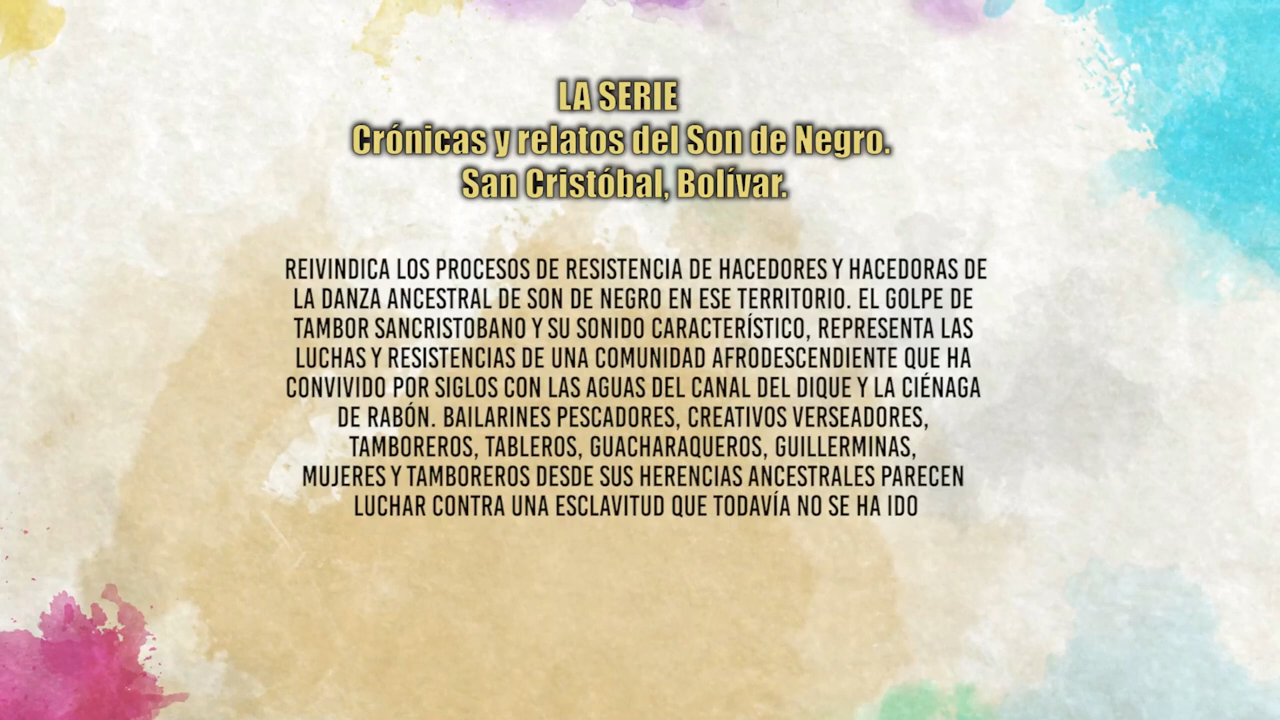 LA SERIE
Crónicas y relatos del Son de Negro.
San Cristóbal, Bolívar.
REIVINDICA LOS PROCESOS DE RESISTENCIA DE HACEDORES Y HACEDORAS DE
LA DANZA ANCESTRAL DE SON DE NEGRO EN ESE TERRITORIO. EL GOLPE DE
TAMBOR SANCRISTOBANO Y SU SONIDO CARACTERÍSTICO, REPRESENTA LAS
LUCHAS Y RESISTENCIAS DE UNA COMUNIDAD AFRODESCENDIENTE QUE HA
CONVIVIDO POR SIGLOS CON LAS AGUAS DEL CANAL DEL DIQUE Y LA CIÉNAGA
DE RABÓN. BAILARINES PESCADORES, CREATIVOS VERSEADORES,
TAMBOREROS, TABLEROS, GUACHARAQUEROS, GUILLERMINAS,
MUJERES Y TAMBOREROS DESDE SUS HERENCIAS ANCESTRALES PARECEN
LUCHAR CONTRA UNA ESCLAVITUD QUE TODAVÍA NO SE HA IDO